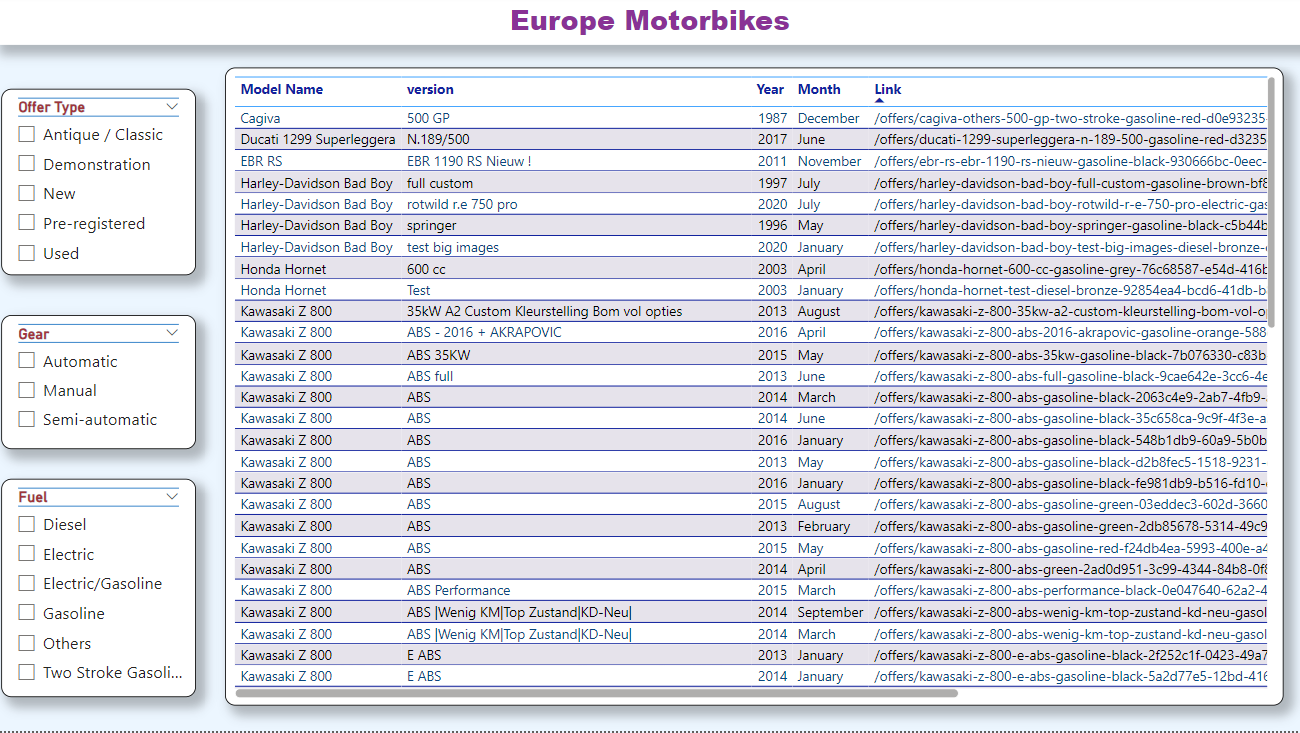 Europe Motorbikes
Offer Type
Antique / Classic
Demonstration
New
Pre-registered
Used
Gear
Automatic
Manual
Semi-automatic
Fuel
Diesel
Electric
Electric/Gasoline
Gasoline
Others
Two Stroke Gasoli...
Model Name version Year Month Link
Cagiva 500 GP 1987 December /offers/cagiva-others-500-gp-two-stroke-gasoline-red-d0e93235-
Ducati 1299 Superleggera N.189/500 2017 June /offers/ducati-1299-superleggera-n-189-500-gasoline-red-d3235
EBR RS EBR 1190 RS Nieuw ! 2011 November /offers/ebr-rs-ebr-1190-rs-nieuw-gasoline-black-930666bc-0eec-
Harley-Davidson Bad Boy full custom 1997 July /offers/harley-davidson-bad-boy-full-custom-gasoline-brown-bf8
Harley-Davidson Bad Boy rotwild r.e 750 pro 2020 July /offers/harley-davidson-bad-boy-rotwild-r-e-750-pro-electric-gas
Harley-Davidson Bad Boy springer 1996 May /offers/harley-davidson-bad-boy-springer-gasoline-black-c5b44b
Harley-Davidson Bad Boy test big images 2020 January /offers/harley-davidson-bad-boy-test-big-images-diesel-bronze-
Honda Hornet 600 cc 2003 April /offers/honda-hornet-600-cc-gasoline-grey-76c68587-e54d-416b
Honda Hornet Test 2003 January /offers/honda-hornet-test-diesel-bronze-92854ea4-bcd6-41db-b
Kawasaki Z 800 35kW A2 Custom Kleurstelling Bom vol opties 2013 August /offers/kawasaki-z-800-35kw-a2-custom-kleurstelling-bom-vol-o
Kawasaki Z 800 ABS - 2016 + AKRAPOVIC 2016 April /offers/kawasaki-z-800-abs-2016-akrapovic-gasoline-orange-588
Kawasaki Z 800 ABS 35KW 2015 May /offers/kawasaki-z-800-abs-35kw-gasoline-black-7b076330-c83b
Kawasaki Z 800 ABS full 2013 June /offers/kawasaki-z-800-abs-full-gasoline-black-9cae642e-3cc6-4e
Kawasaki Z 800 ABS 2014 March /offers/kawasaki-z-800-abs-gasoline-black-2063c4e9-2ab7-4fb9-
Kawasaki Z 800 ABS 2014 June /offers/kawasaki-z-800-abs-gasoline-black-35c658ca-9c9f-4f3e-a
Kawasaki Z 800 ABS 2016 January /offers/kawasaki-z-800-abs-gasoline-black-548b1db9-60a9-5b0b
Kawasaki Z 800 ABS 2013 May /offers/kawasaki-z-800-abs-gasoline-black-d2b8fec5-1518-9231-
Kawasaki Z 800 ABS 2016 January /offers/kawasaki-z-800-abs-gasoline-black-fe981db9-b516-fd10-
Kawasaki Z 800 ABS 2015 August /offers/kawasaki-z-800-abs-gasoline-green-03eddec3-602d-3660
Kawasaki Z 800 ABS 2013 February /offers/kawasaki-z-800-abs-gasoline-green-2db85678-5314-49c9
Kawasaki Z 800 ABS 2015 May /offers/kawasaki-z-800-abs-gasoline-red-f24db4ea-5993-400e-a4
Kawasaki Z 800 ABS 2014 April /offers/kawasaki-z-800-abs-green-2ad0d951-3c99-4344-84b8-0f8
Kawasaki Z 800 ABS Performance 2015 March /offers/kawasaki-z-800-abs-performance-black-0e047640-62a2-4
Kawasaki Z 800 ABS |Wenig KM|Top Zustand|KD-Neu| 2014 September /offers/kawasaki-z-800-abs-wenig-km-top-zustand-kd-neu-gasol
Kawasaki Z 800 ABS |Wenig KM|Top Zustand|KD-Neu| 2014 March /offers/kawasaki-z-800-abs-wenig-km-top-zustand-kd-neu-gasol
Kawasaki Z 800 E ABS 2013 January /offers/kawasaki-z-800-e-abs-gasoline-black-2f252c1f-0423-49a7
Kawasaki Z 800 E ABS 2014 January /offers/kawasaki-z-800-e-abs-gasoline-black-5a2d77e5-12bd-416